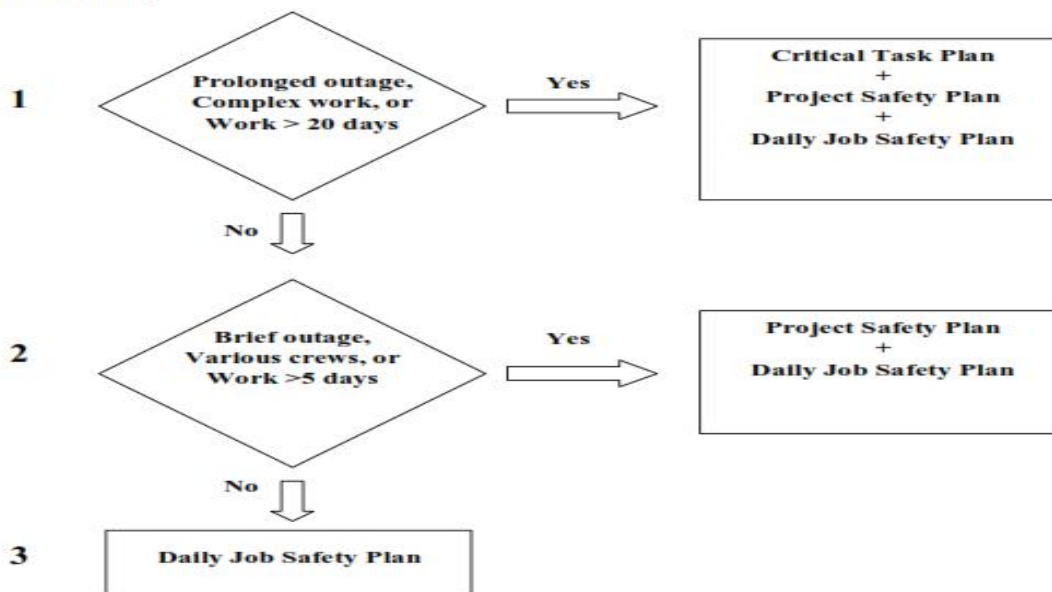 1
Prolonged outage,
Complex work, or
Work > 20 days
Yes
Critical Task Plan
+
Project Safety Plan
+
Daily Job Safety Plan
No
2
Brief outage,
Various crews, or
Work >5 days
Yes
Project Safety Plan
+
Daily Job Safety Plan
No
3
Daily Job Safety Plan